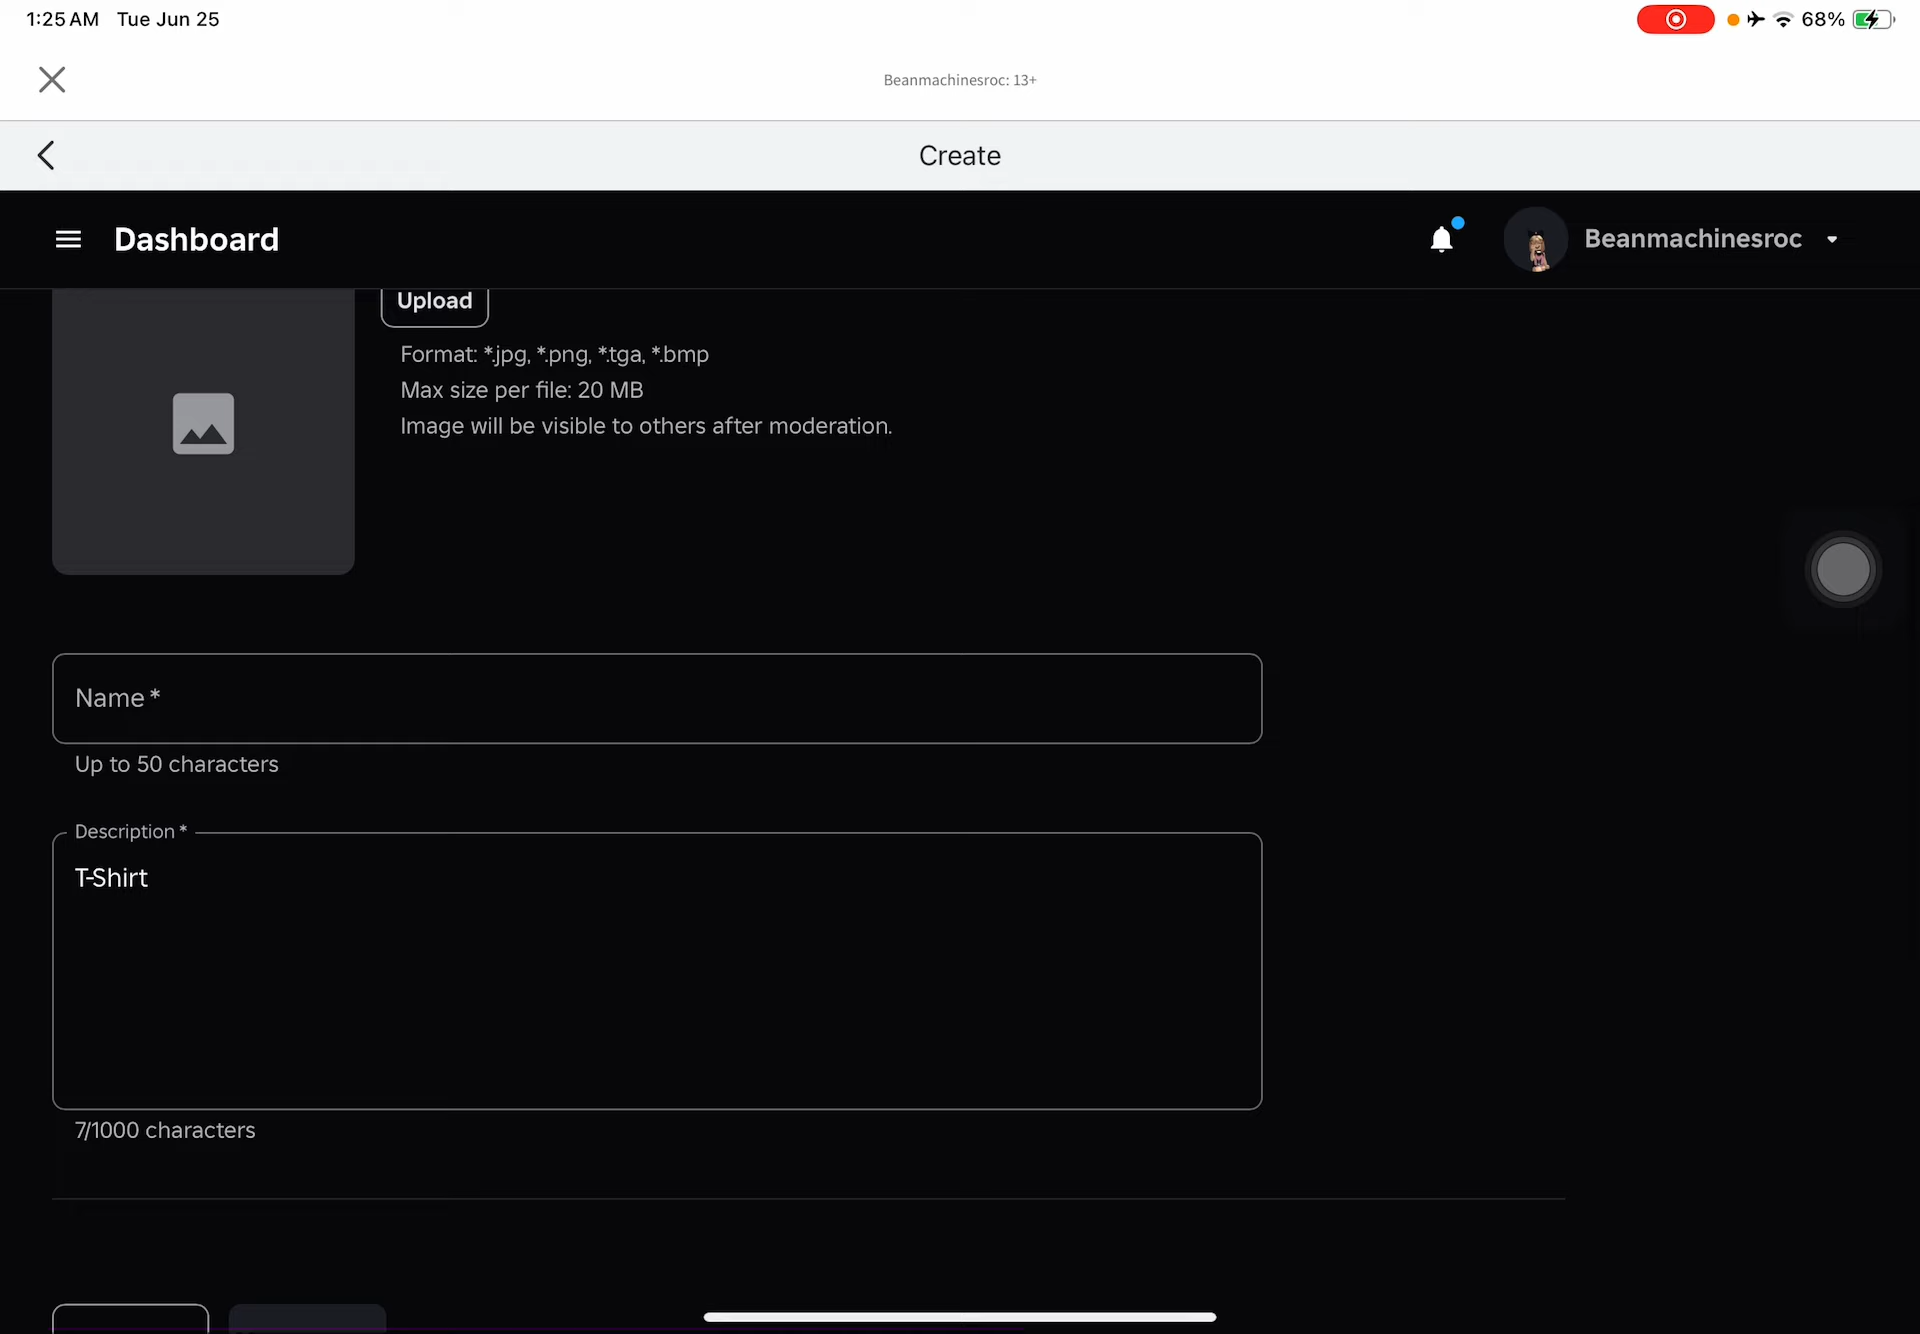 1:25 AM Tue Jun 25
68%
Beanmachinesroc: 13+
Create
Dashboard
Beanmachinesroc
Upload
Format: *.jpg, *.png, *.tga, *.bmp
Max size per file: 20 MB
Image will be visible to others after moderation.
Name *
Up to 50 characters
Description *
T-Shirt
7/1000 characters